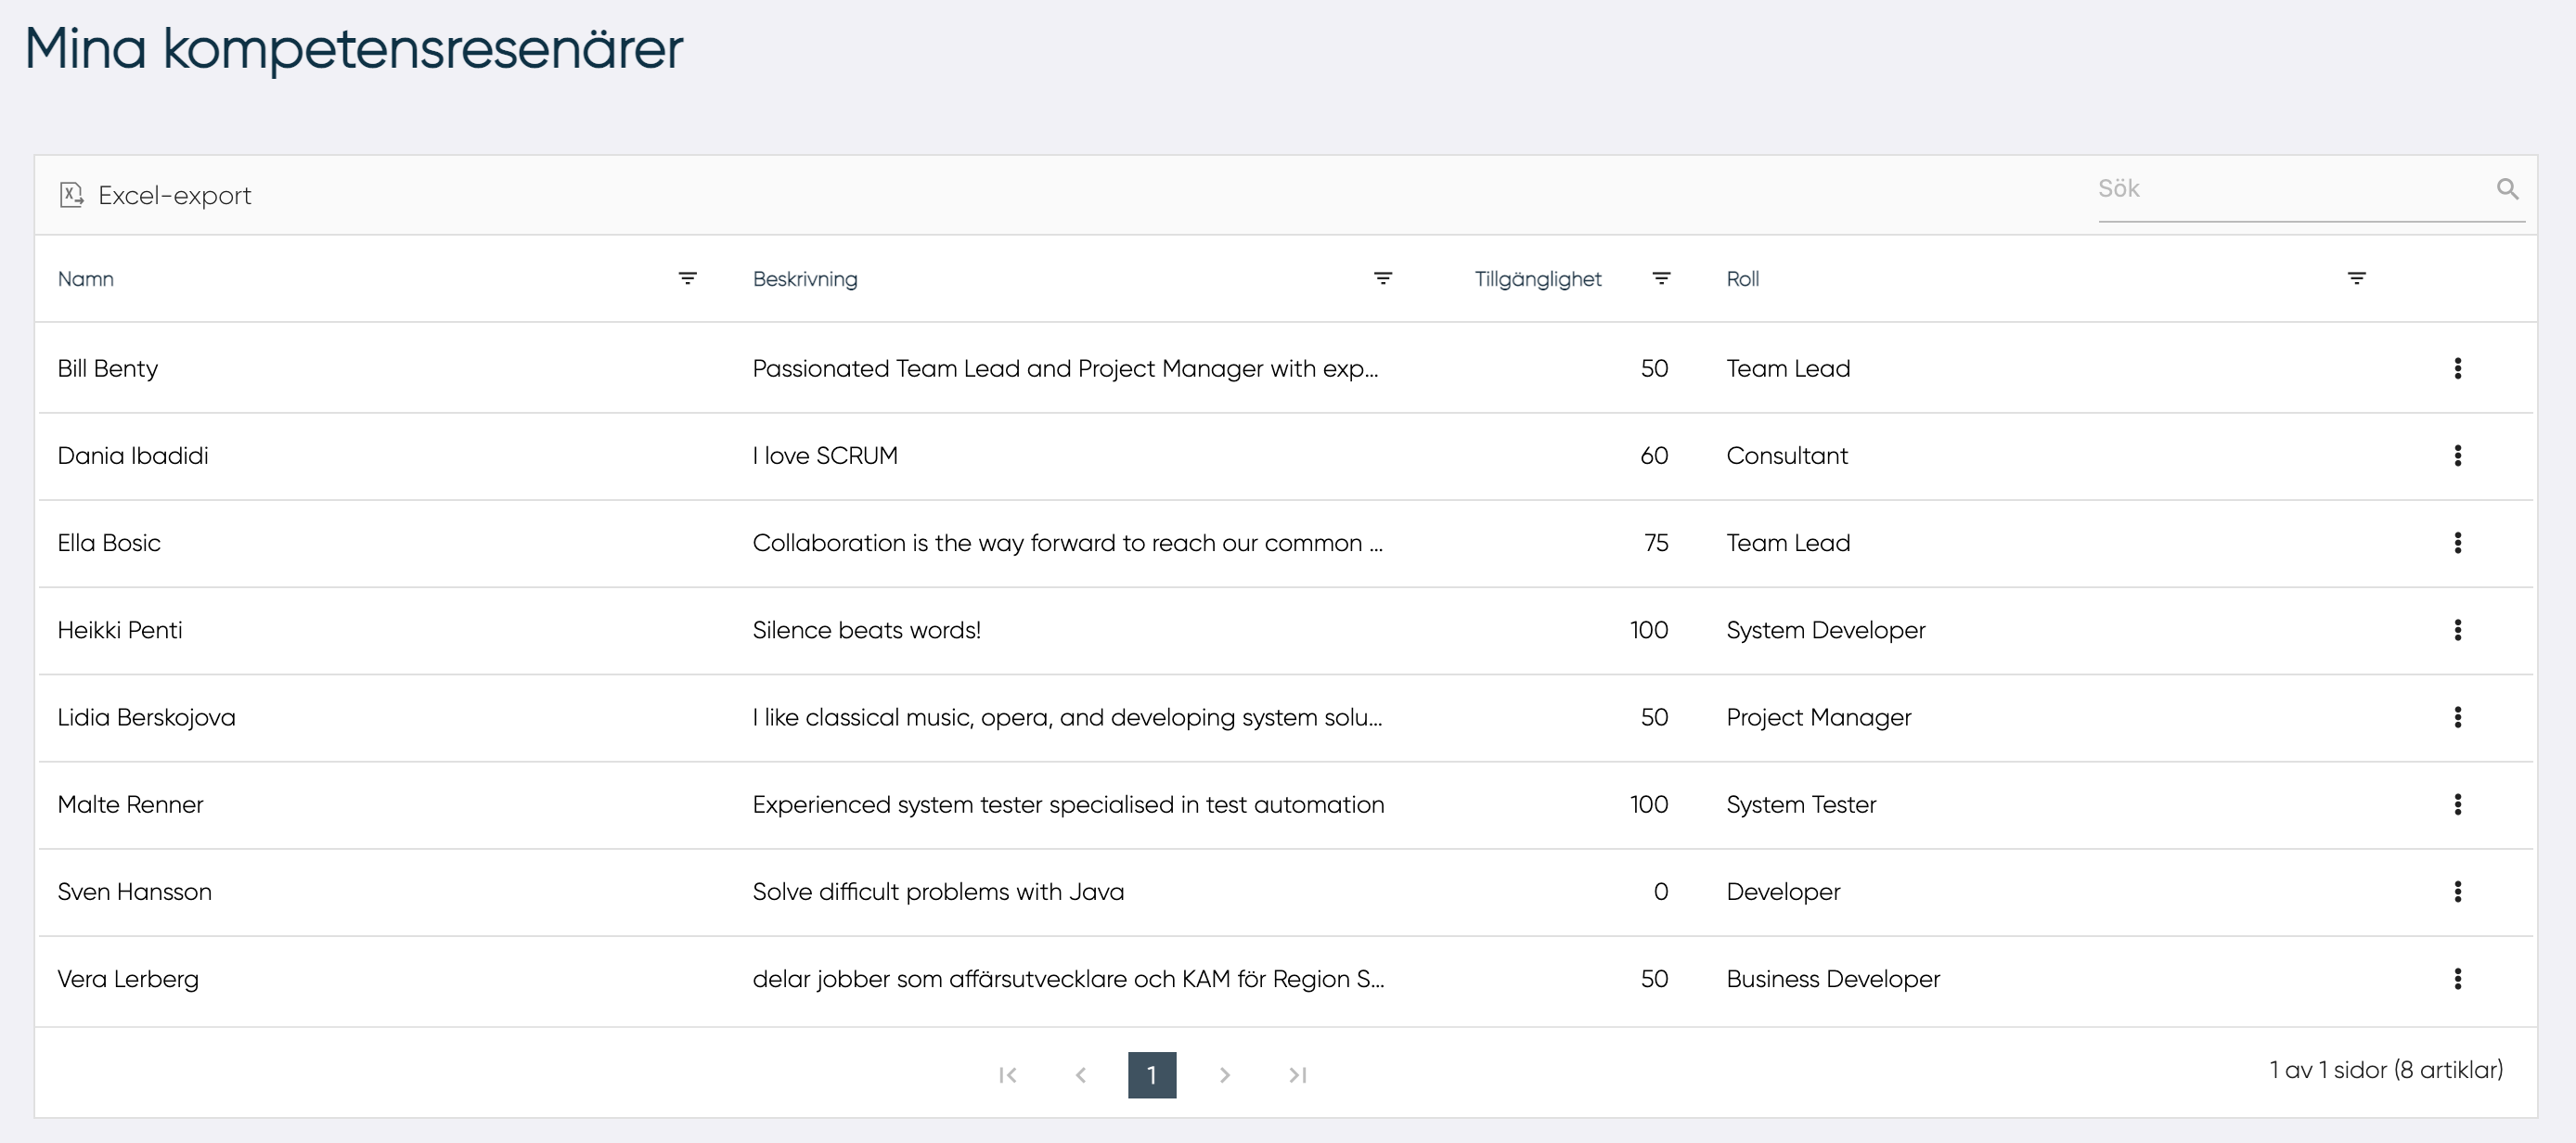 Mina kompetensresenärer
Excel-export Sök
Namn Beskrivning Tillgänglighet Roll
Bill Benty Passionated Team Lead and Project Manager with exp... 50 Team Lead
Dania Ibadidi I love SCRUM 60 Consultant
Ella Bosic Collaboration is the way forward to reach our common ... 75 Team Lead
Heikki Penti Silence beats words! 100 System Developer
Lidia Berskojova I like classical music, opera, and developing system solu... 50 Project Manager
Malte Renner Experienced system tester specialised in test automation 100 System Tester
Sven Hansson Solve difficult problems with Java 0 Developer
Vera Lerberg delar jobber som affärsutvecklare och KAM för Region S... 50 Business Developer
1 1 av 1 sidor (8 artiklar)